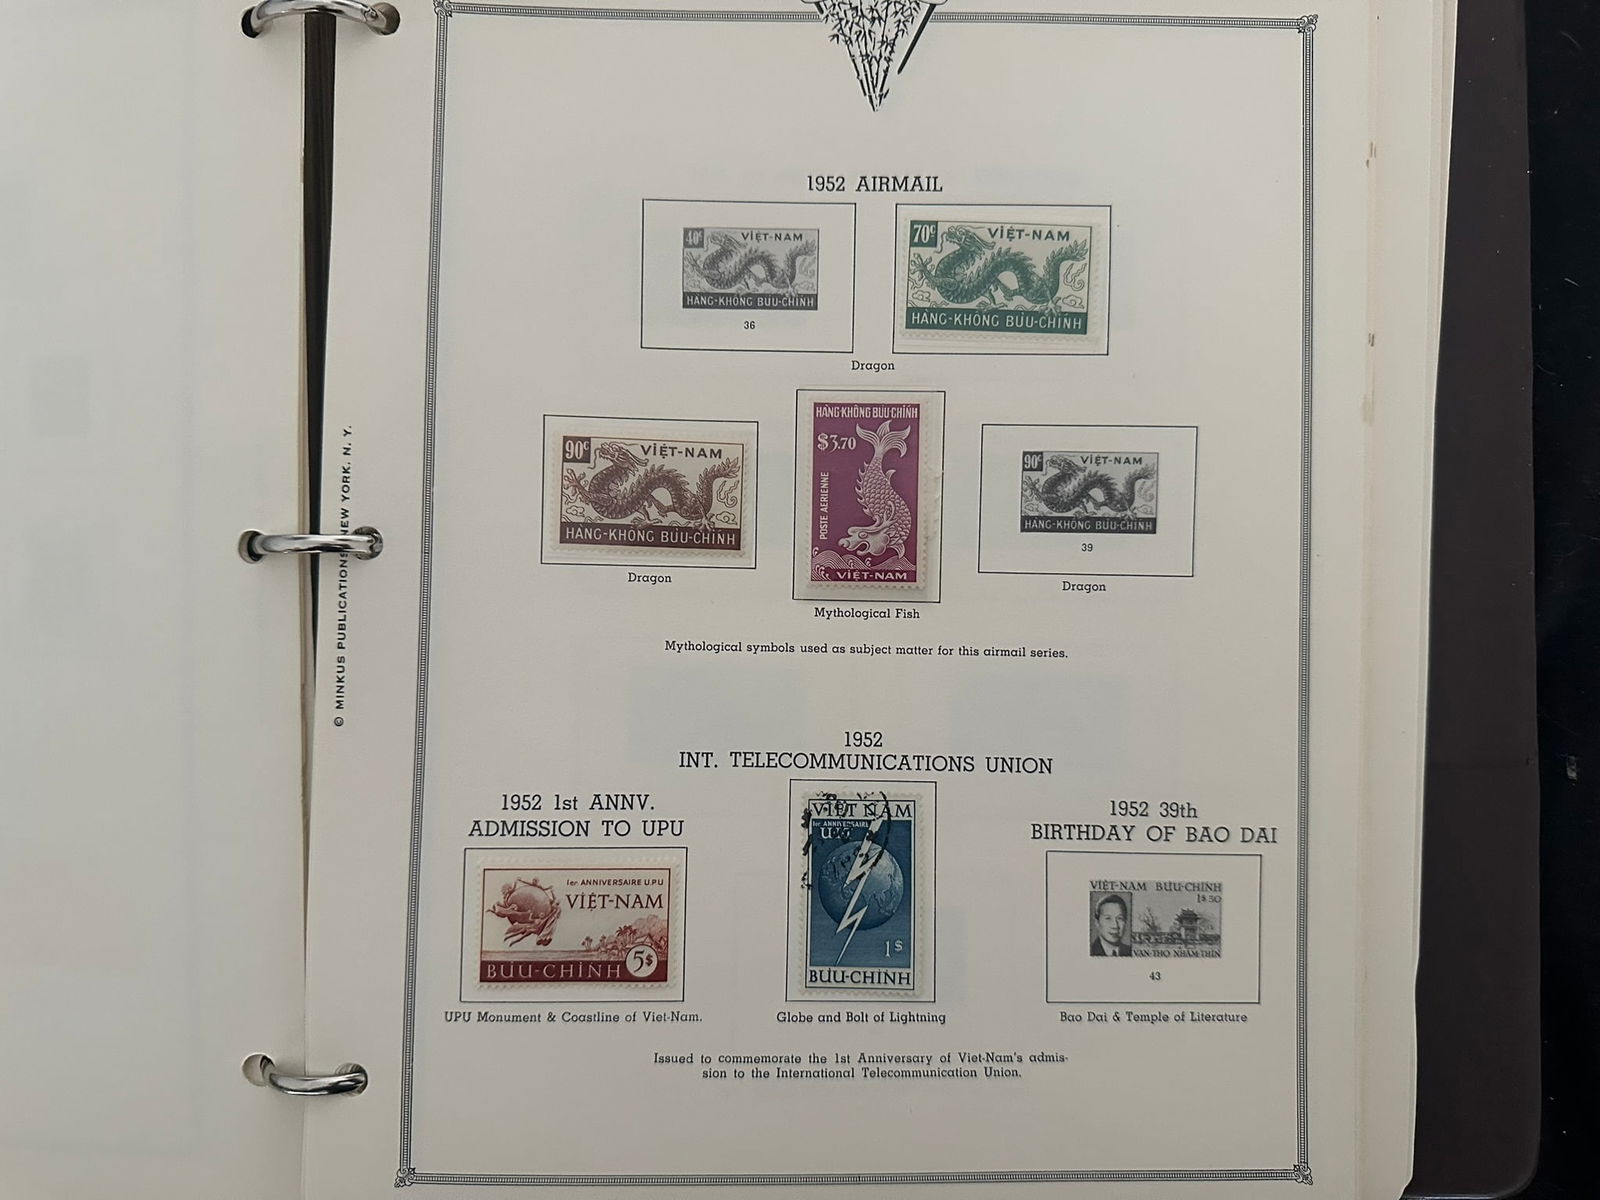 1952 AIRMAIL
40c VIỆT-NAM
HÀNG-KHÔNG BƯU-CHÍNH
36
70c VIỆT-NAM
HÀNG-KHÔNG BƯU-CHÍNH
Dragon
90c VIỆT-NAM
HÀNG-KHÔNG BƯU-CHÍNH
Dragon
HÀNG-KHÔNG BƯU-CHÍNH
$3.70
POSTE AERIENNE
VIỆT-NAM
Mythological Fish
90c VIỆT-NAM
HÀNG-KHÔNG BƯU-CHÍNH
39
Dragon
Mythological symbols used as subject matter for this airmail series.
© MINKUS PUBLICATIONS NEW YORK. N. Y.
1952
INT. TELECOMMUNICATIONS UNION
1952 1st ANNV.
ADMISSION TO UPU
1er ANNIVERSAIRE U.P.U
VIỆT-NAM
BƯU-CHÍNH 5$
UPU Monument & Coastline of Viet-Nam.
VIỆT NAM
1er ANNIVERSAIRE
1$
BƯU-CHÍNH
Globe and Bolt of Lightning
1952 39th
BIRTHDAY OF BAO DAI
VIỆT-NAM BƯU-CHÍNH
1$50
VẠN-THỌ NHÂM-THÌN
43
Bao Dai & Temple of Literature
Issued to commemorate the 1st Anniversary of Viet-Nam's admis-
sion to the International Telecommunication Union.